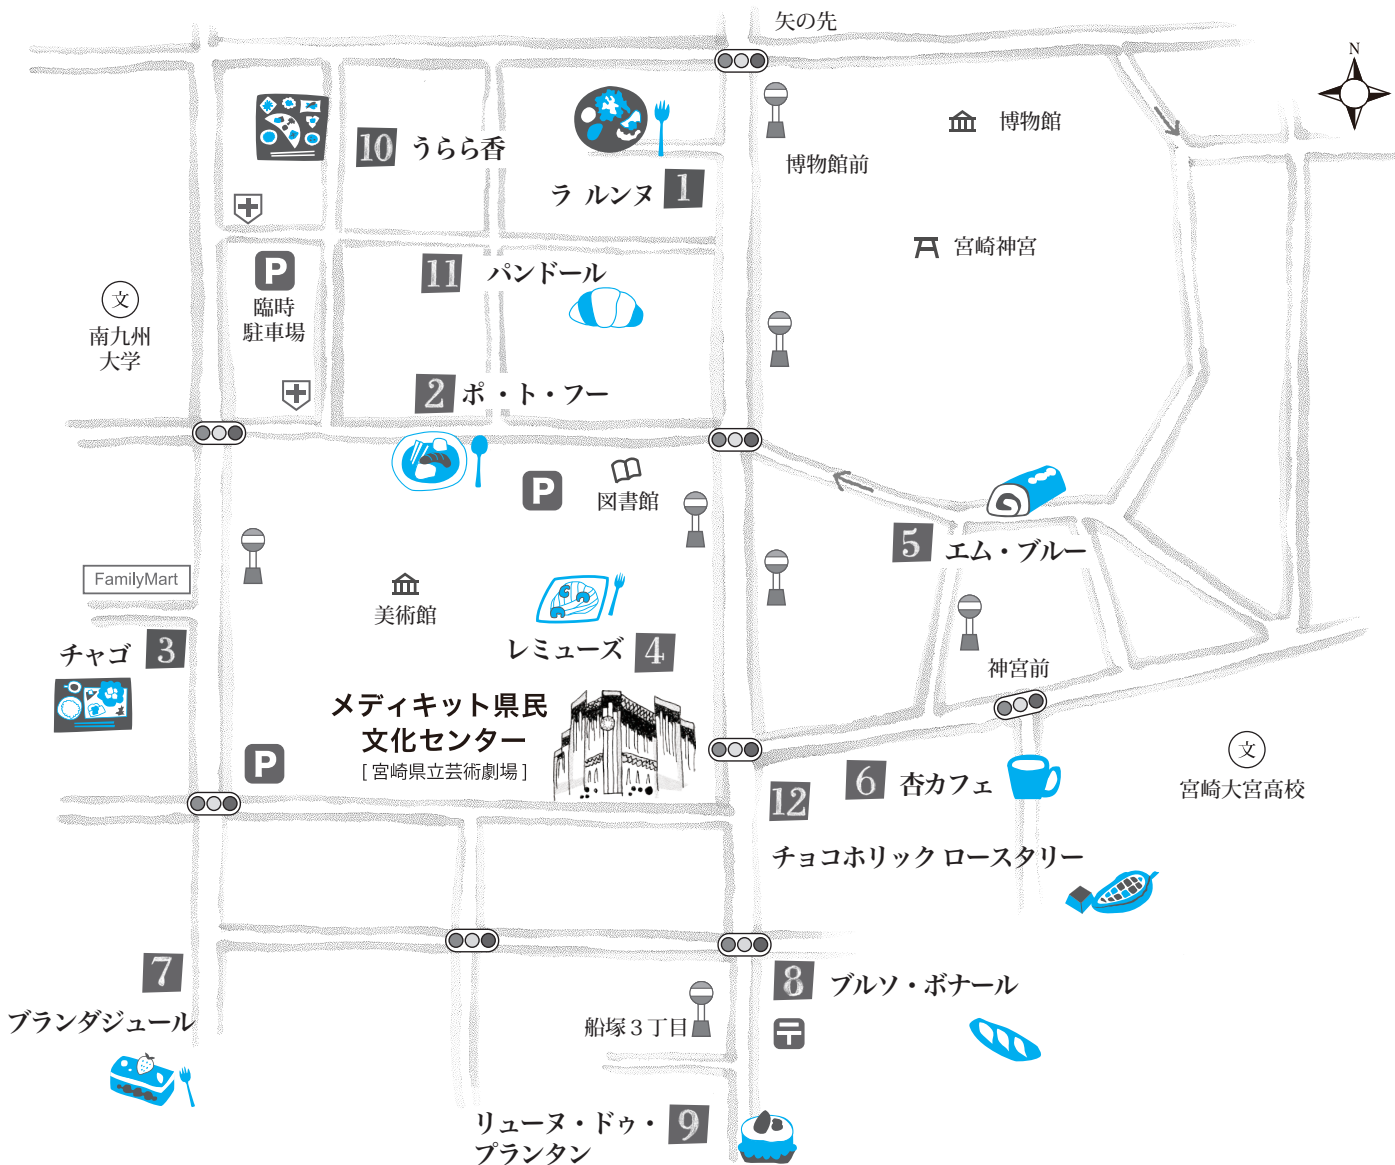 矢の先
N
博物館
10 うらら香
博物館前
ラ ルンヌ 1
宮崎神宮
11 パンドール
P
臨時
駐車場
文
南九州
大学
2 ポ・ト・フー
P
図書館
5 エム・ブルー
FamilyMart
美術館
チャゴ 3
レミューズ 4
神宮前
メディキット県民
文化センター
[ 宮崎県立芸術劇場 ]
P
文
宮崎大宮高校
6 杏カフェ
12
チョコホリック ロースタリー
7
ブランダジュール
8 ブルソ・ボナール
船塚３丁目
〒
リューヌ・ドゥ・
プランタン
9